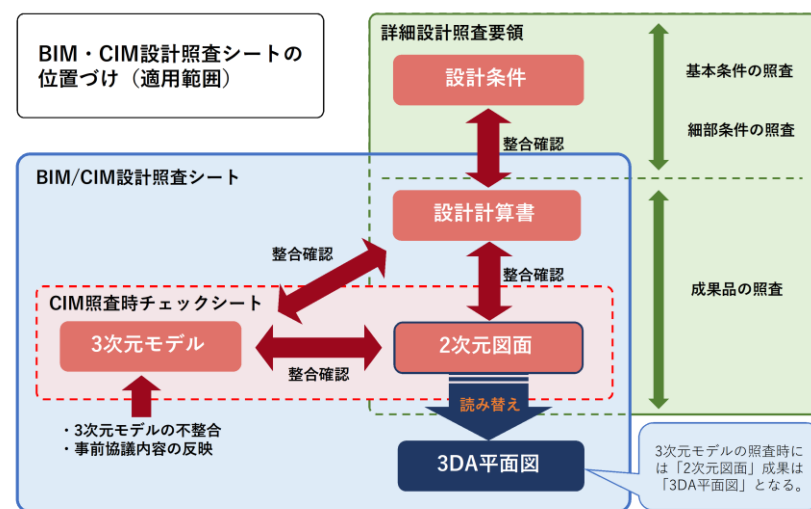 BIM・CIM設計照査シートの
位置づけ（適用範囲）
詳細設計照査要領
設計条件
基本条件の照査
細部条件の照査
整合確認
BIM/CIM設計照査シート
設計計算書
整合確認
整合確認
成果品の照査
CIM照査時チェックシート
3次元モデル
2次元図面
整合確認
読み替え
・3次元モデルの不整合
・事前協議内容の反映
3DA平面図
3次元モデルの照査時に
は「2次元図面」成果は
「3DA平面図」となる。